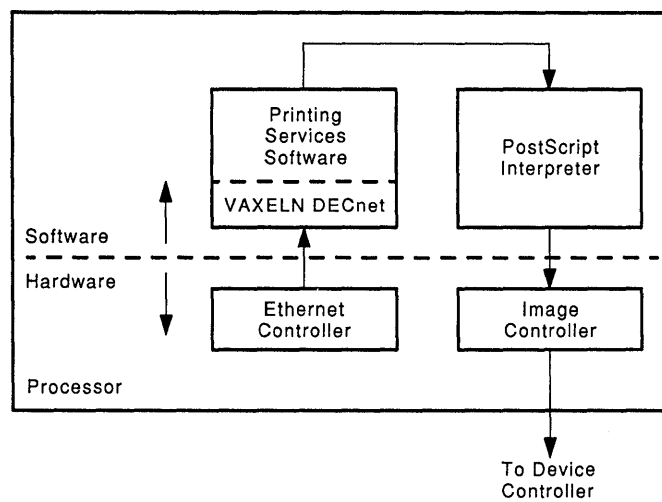 Printing
Services
Software
VAXELN DECnet
PostScript
Interpreter
Software
Hardware
Ethernet
Controller
Image
Controller
Processor
To Device
Controller